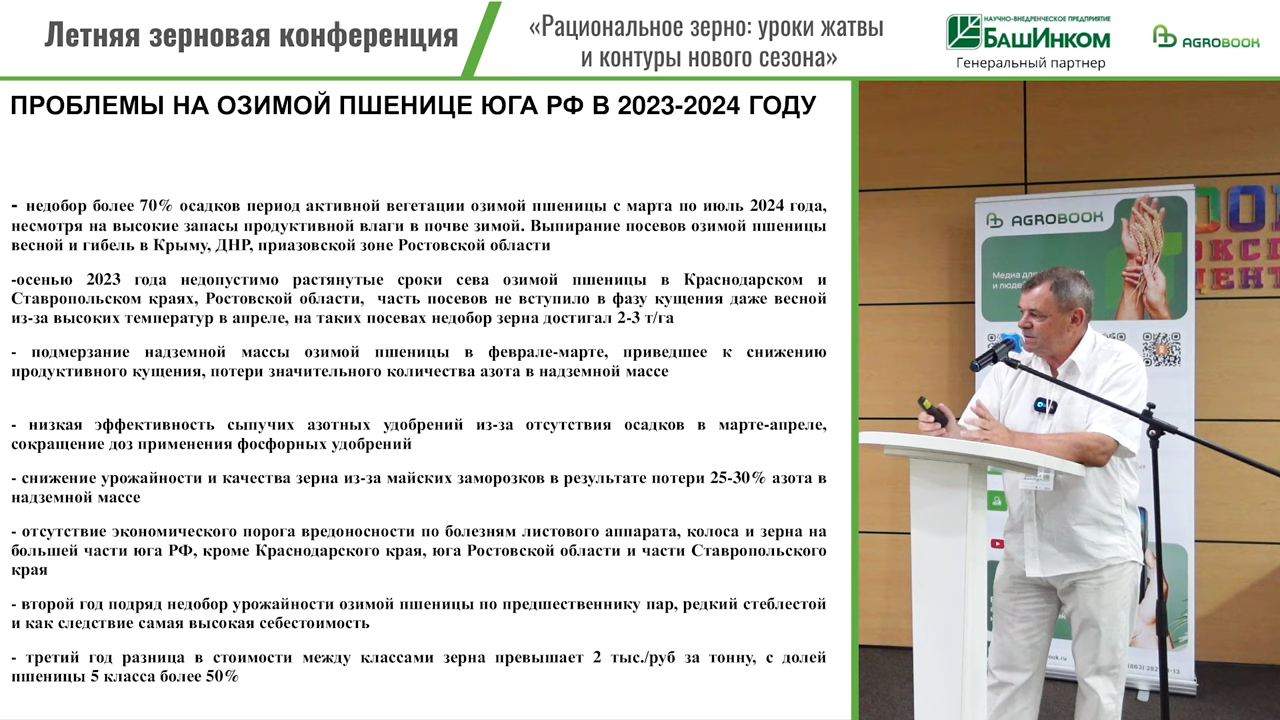 Летняя зерновая конференция
«Рациональное зерно: уроки жатвы
и контуры нового сезона»
НАУЧНО-ВНЕДРЕНЧЕСКОЕ ПРЕДПРИЯТИЕ
БАШИНКОМ
Генеральный партнер
AGROBOOK
ПРОБЛЕМЫ НА ОЗИМОЙ ПШЕНИЦЕ ЮГА РФ В 2023-2024 ГОДУ
- недобор более 70% осадков период активной вегетации озимой пшеницы с марта по июль 2024 года,
несмотря на высокие запасы продуктивной влаги в почве зимой. Выпирание посевов озимой пшеницы
весной и гибель в Крыму, ДНР, приазовской зоне Ростовской области
-осенью 2023 года недопустимо растянутые сроки сева озимой пшеницы в Краснодарском и
Ставропольском краях, Ростовской области, часть посевов не вступило в фазу кущения даже весной
из-за высоких температур в апреле, на таких посевах недобор зерна достигал 2-3 т/га
- подмерзание надземной массы озимой пшеницы в феврале-марте, приведшее к снижению
продуктивного кущения, потери значительного количества азота в надземной массе
- низкая эффективность сыпучих азотных удобрений из-за отсутствия осадков в марте-апреле,
сокращение доз применения фосфорных удобрений
- снижение урожайности и качества зерна из-за майских заморозков в результате потери 25-30% азота в
надземной массе
- отсутствие экономического порога вредоносности по болезням листового аппарата, колоса и зерна на
большей части юга РФ, кроме Краснодарского края, юга Ростовской области и части Ставропольского
края
- второй год подряд недобор урожайности озимой пшеницы по предшественнику пар, редкий стеблестой
и как следствие самая высокая себестоимость
- третий год разница в стоимости между классами зерна превышает 2 тыс./руб за тонну, с долей
пшеницы 5 класса более 50%
AGROBOOK
Медиа для
и люде